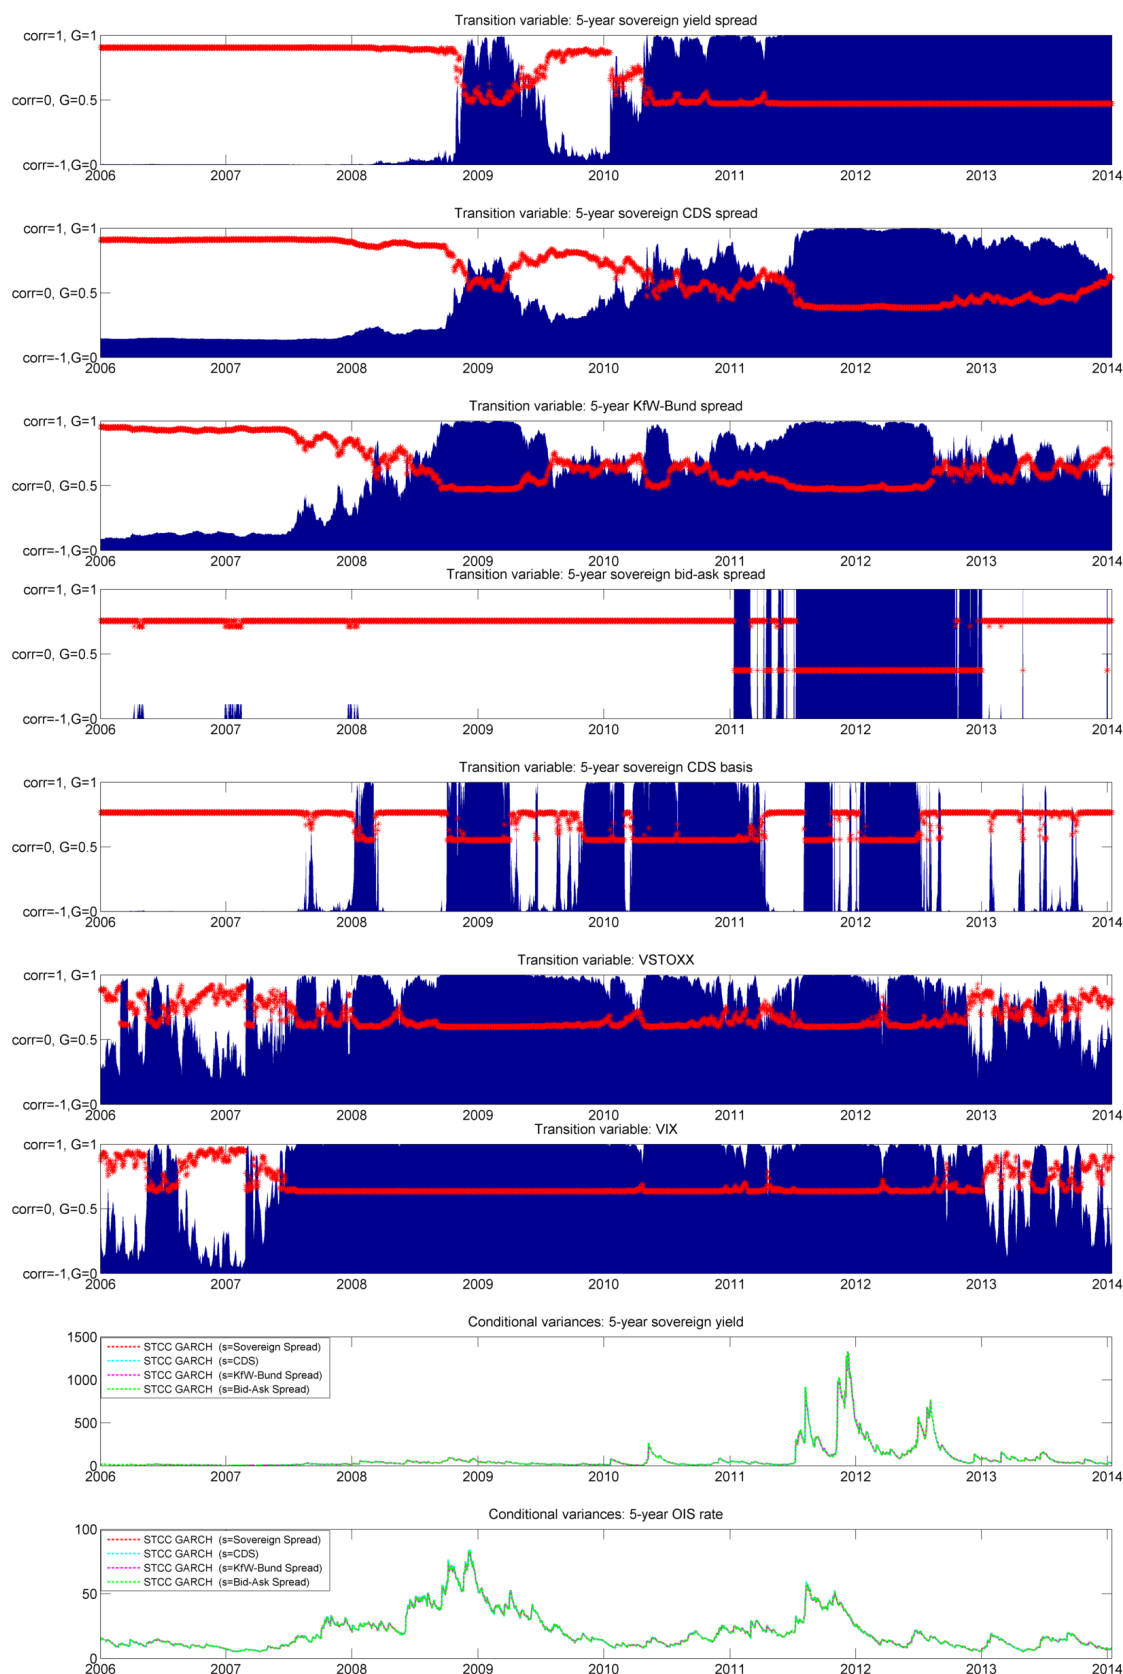 Transition variable: 5-year sovereign yield spread
corr=1, G=1
corr=0, G=0.5
corr=-1,G=0
2006 2007 2008 2009 2010 2011 2012 2013 2014
Transition variable: 5-year sovereign CDS spread
corr=1, G=1
corr=0, G=0.5
corr=-1,G=0
2006 2007 2008 2009 2010 2011 2012 2013 2014
Transition variable: 5-year KfW-Bund spread
corr=1, G=1
corr=0, G=0.5
corr=-1,G=0
2006 2007 2008 2009 2010 2011 2012 2013 2014
Transition variable: 5-year sovereign bid-ask spread
corr=1, G=1
corr=0, G=0.5
corr=-1,G=0
2006 2007 2008 2009 2010 2011 2012 2013 2014
Transition variable: 5-year sovereign CDS basis
corr=1, G=1
corr=0, G=0.5
corr=-1,G=0
2006 2007 2008 2009 2010 2011 2012 2013 2014
Transition variable: VSTOXX
corr=1, G=1
corr=0, G=0.5
corr=-1,G=0
2006 2007 2008 2009 2010 2011 2012 2013 2014
Transition variable: VIX
corr=1, G=1
corr=0, G=0.5
corr=-1,G=0
2006 2007 2008 2009 2010 2011 2012 2013 2014
Conditional variances: 5-year sovereign yield
1500
1000
500
0
STCC GARCH (s=Sovereign Spread)
STCC GARCH (s=CDS)
STCC GARCH (s=KfW-Bund Spread)
STCC GARCH (s=Bid-Ask Spread)
2006 2007 2008 2009 2010 2011 2012 2013 2014
Conditional variances: 5-year OIS rate
100
50
0
STCC GARCH (s=Sovereign Spread)
STCC GARCH (s=CDS)
STCC GARCH (s=KfW-Bund Spread)
STCC GARCH (s=Bid-Ask Spread)
2006 2007 2008 2009 2010 2011 2012 2013 2014